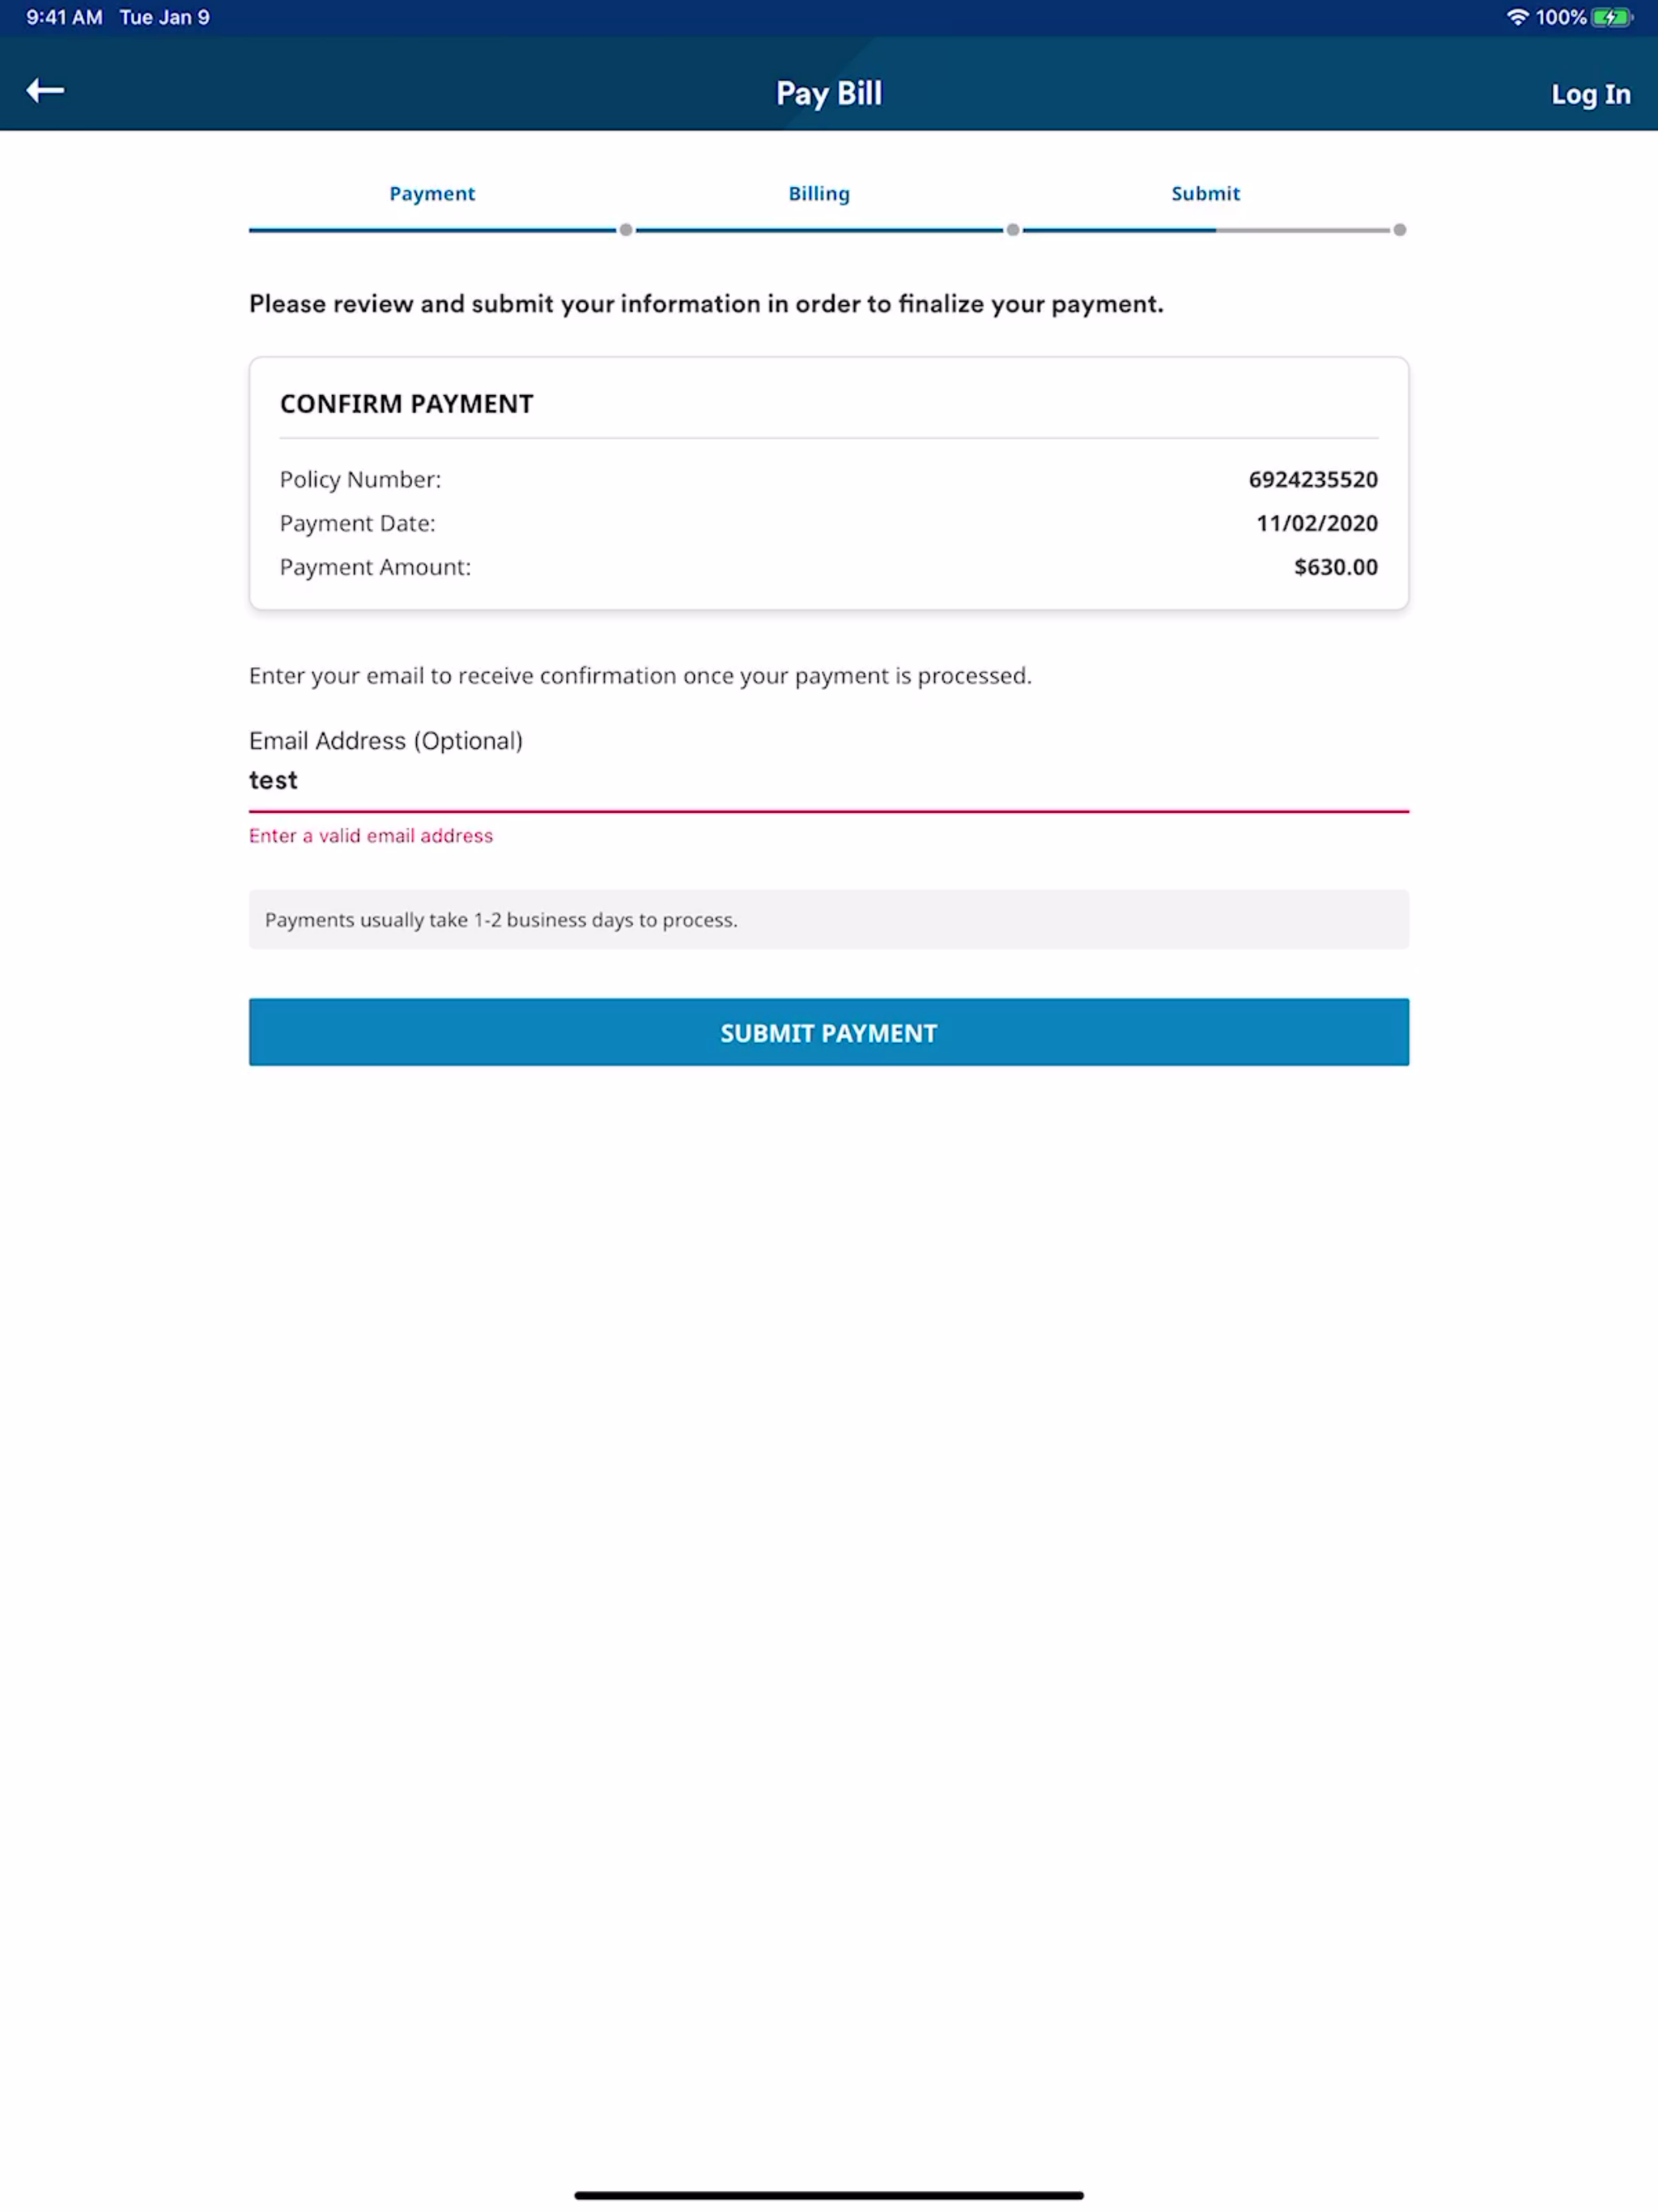 9:41 AM Tue Jan 9 100%
Pay Bill
Log In
Payment Billing Submit
Please review and submit your information in order to finalize your payment.
CONFIRM PAYMENT
Policy Number: 6924235520
Payment Date: 11/02/2020
Payment Amount: $630.00
Enter your email to receive confirmation once your payment is processed.
Email Address (Optional)
test
Enter a valid email address
Payments usually take 1-2 business days to process.
SUBMIT PAYMENT